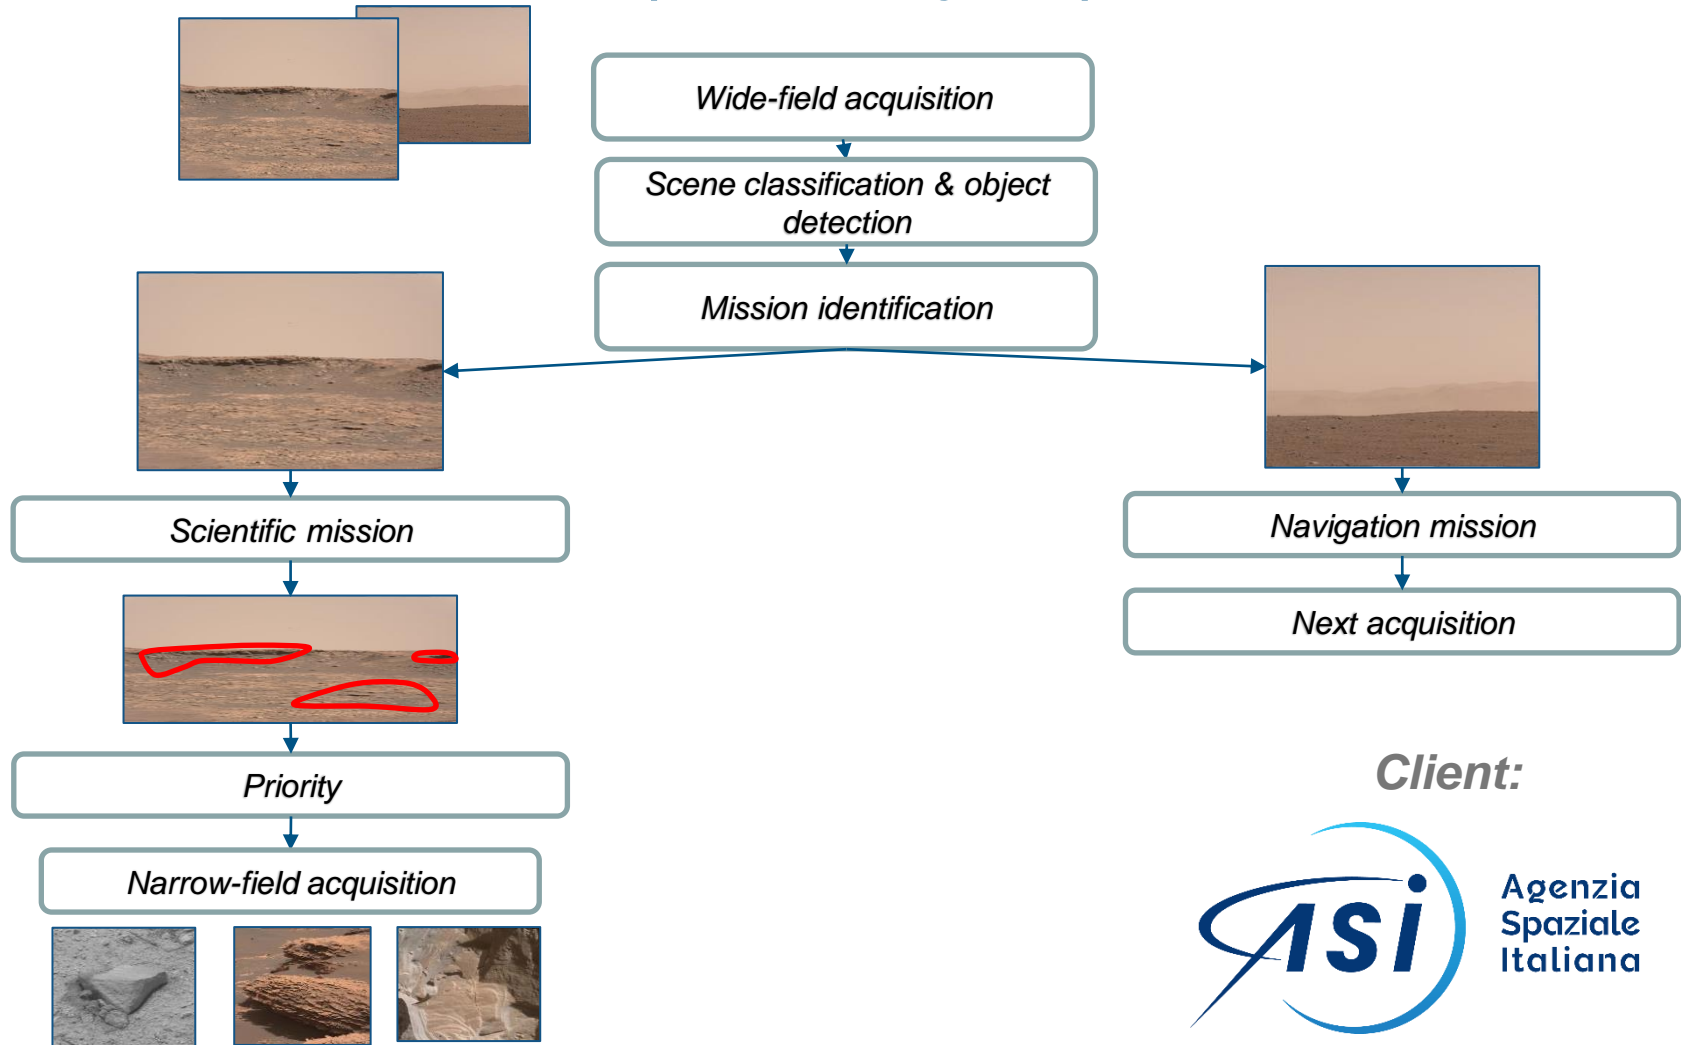 Wide-field acquisition
Scene classification & object
detection
Mission identification
Scientific mission
Navigation mission
Next acquisition
Priority
Narrow-field acquisition
Client:
ASI
Agenzia
Spaziale
Italiana